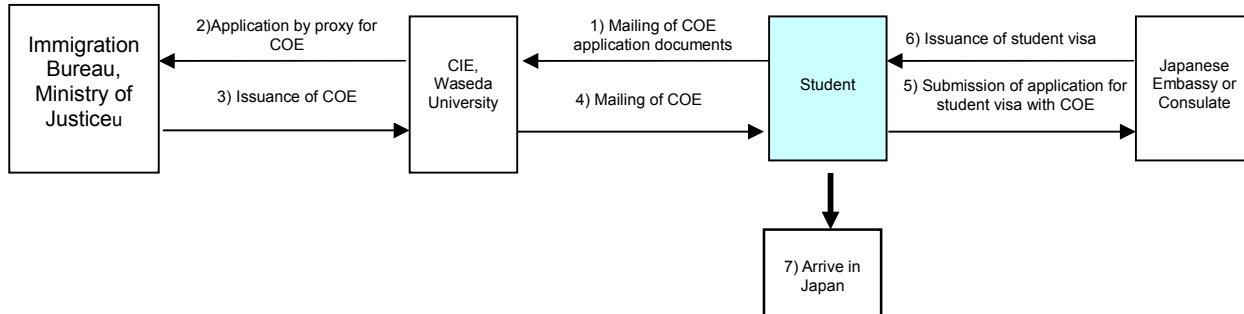 Immigration
Bureau,
Ministry of
Justiceu
2)Application by proxy for
COE
3) Issuance of COE
CIE,
Waseda
University
1) Mailing of COE
application documents
4) Mailing of COE
Student
6) Issuance of student visa
5) Submission of application for
student visa with COE
Japanese
Embassy or
Consulate
7) Arrive in
Japan